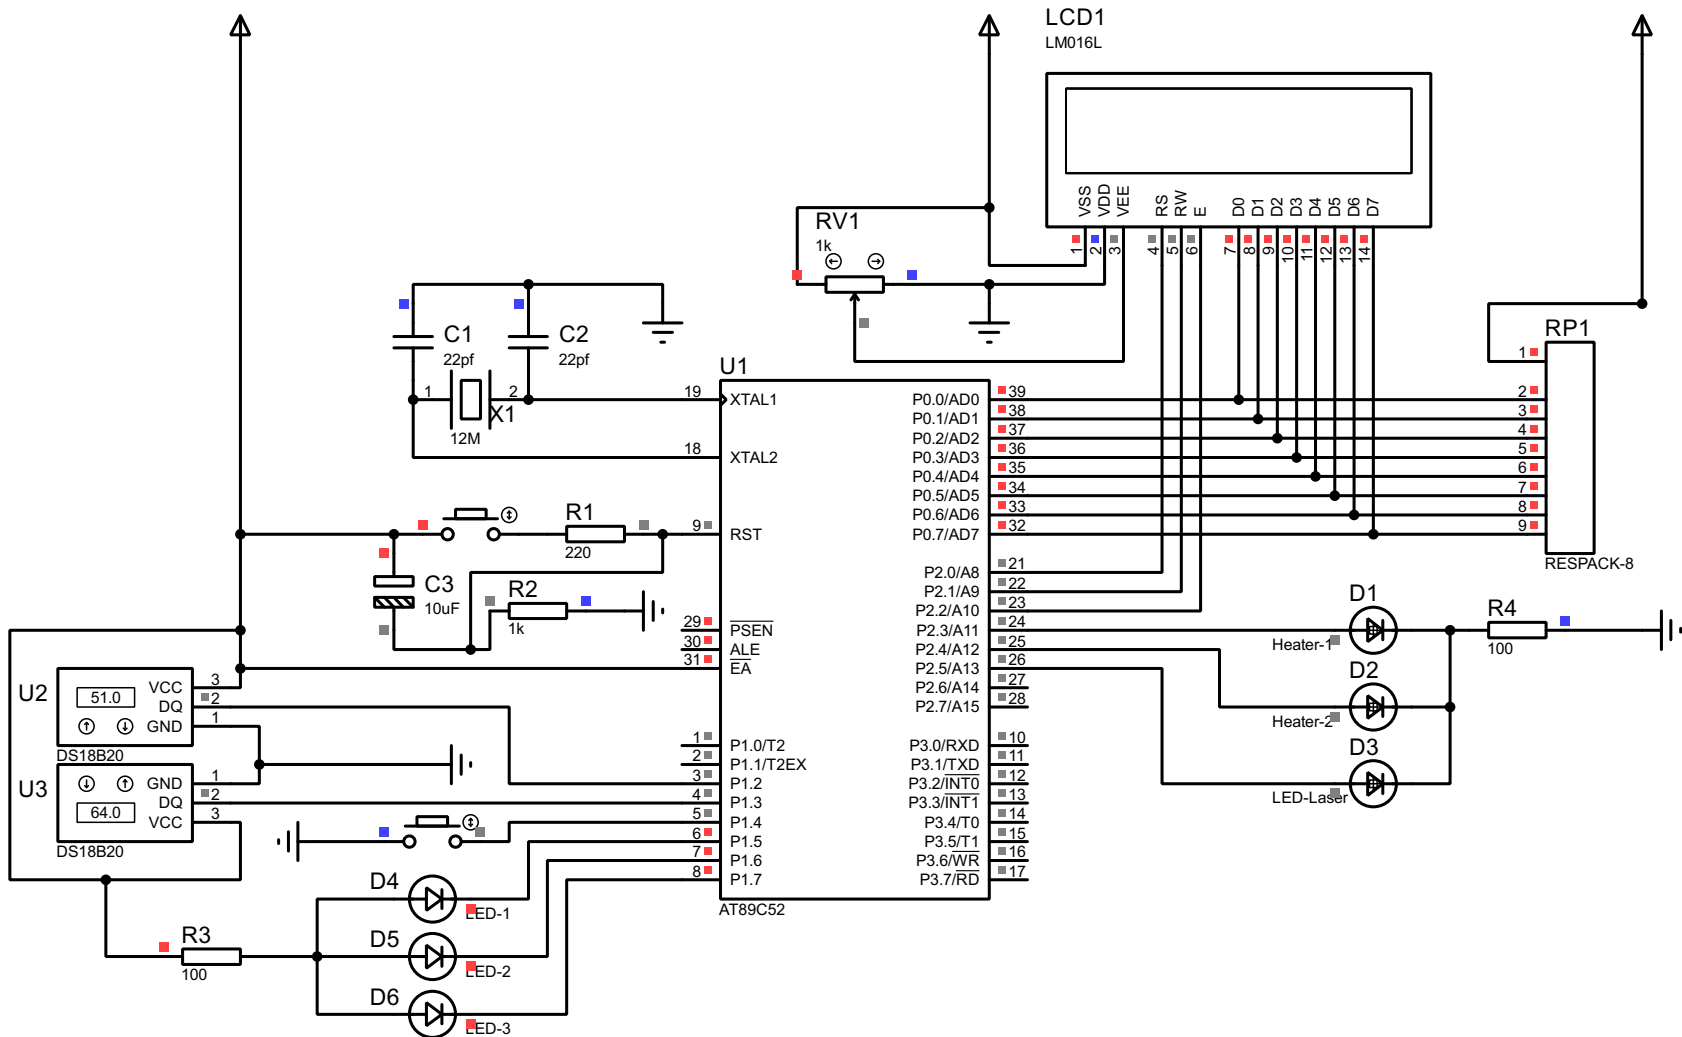 LCD1
LM016L
VSS
VDD
VEE
RS
RW
E
D0
D1
D2
D3
D4
D5
D6
D7
1
2
3
4
5
6
7
8
9
10
11
12
13
14
RV1
1k
C1
22pf
C2
22pf
1
2
X1
12M
U1
19
XTAL1
18
XTAL2
9
RST
29
PSEN
30
ALE
31
EA
1
P1.0/T2
2
P1.1/T2EX
3
P1.2
4
P1.3
5
P1.4
6
P1.5
7
P1.6
8
P1.7
P0.0/AD0
39
P0.1/AD1
38
P0.2/AD2
37
P0.3/AD3
36
P0.4/AD4
35
P0.5/AD5
34
P0.6/AD6
33
P0.7/AD7
32
P2.0/A8
21
P2.1/A9
22
P2.2/A10
23
P2.3/A11
24
P2.4/A12
25
P2.5/A13
26
P2.6/A14
27
P2.7/A15
28
P3.0/RXD
10
P3.1/TXD
11
P3.2/INT0
12
P3.3/INT1
13
P3.4/T0
14
P3.5/T1
15
P3.6/WR
16
P3.7/RD
17
AT89C52
RP1
1
2
3
4
5
6
7
8
9
RESPACK-8
R1
220
C3
10uF
R2
1k
D1
Heater-1
D2
Heater-2
D3
LED-Laser
R4
100
U2
51.0
VCC
3
DQ
2
GND
1
DS18B20
U3
64.0
GND
1
DQ
2
VCC
3
DS18B20
R3
100
D4
LED-1
D5
LED-2
D6
LED-3